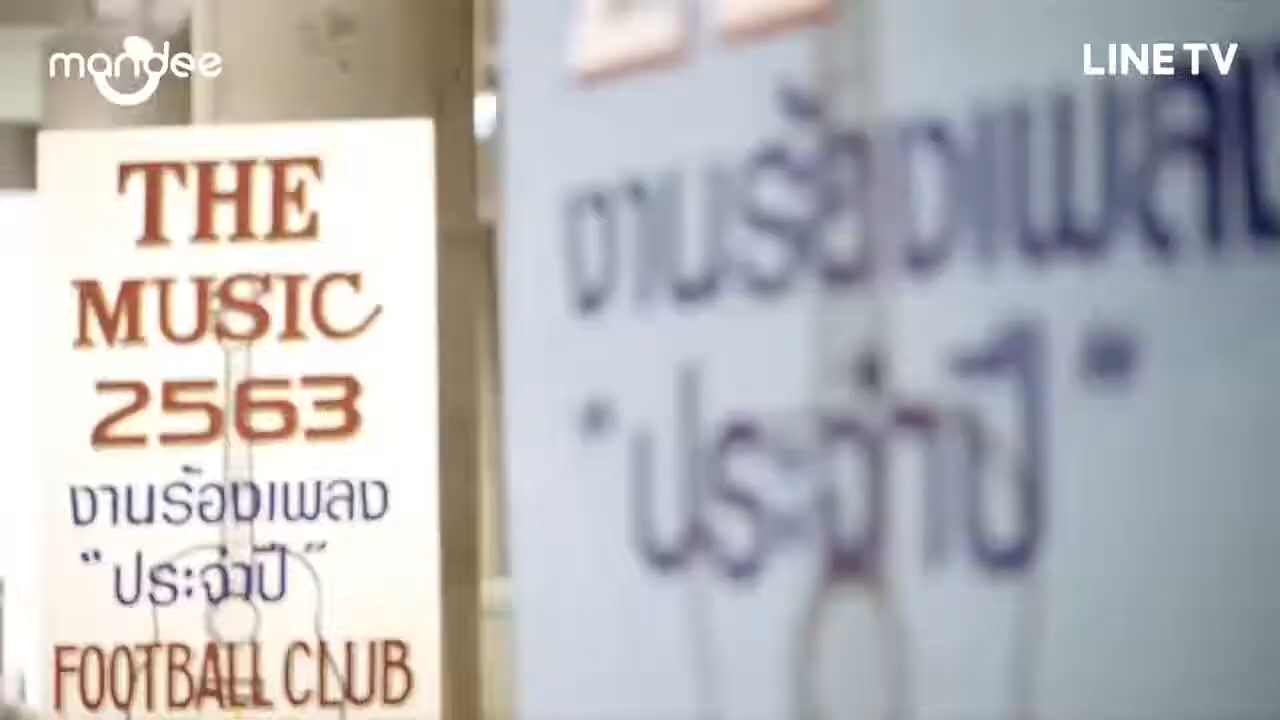 mandee
LINE TV
THE
MUSIC
2563
งานร้องเพลง
"ประจำปี"
FOOTBALL CLUB
งานร้องเพลง
"ประจำปี"